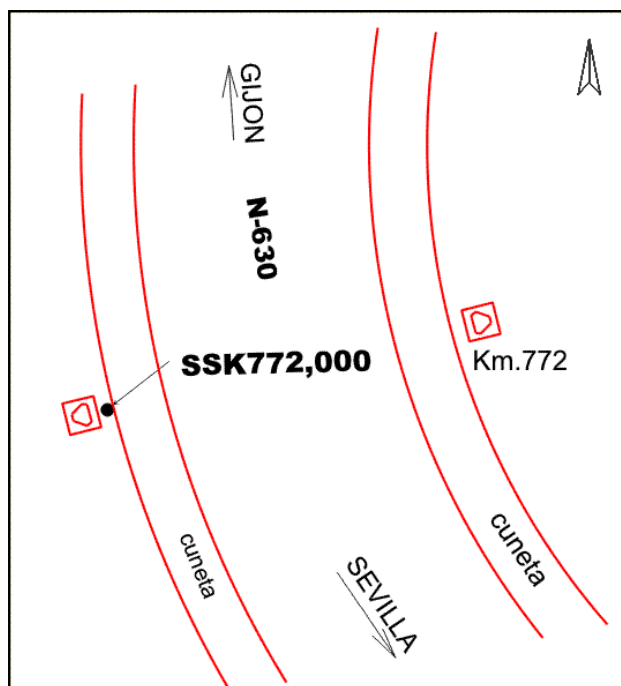 GIJON
N-630
SSK772,000
Km.772
cuneta
cuneta
SEVILLA